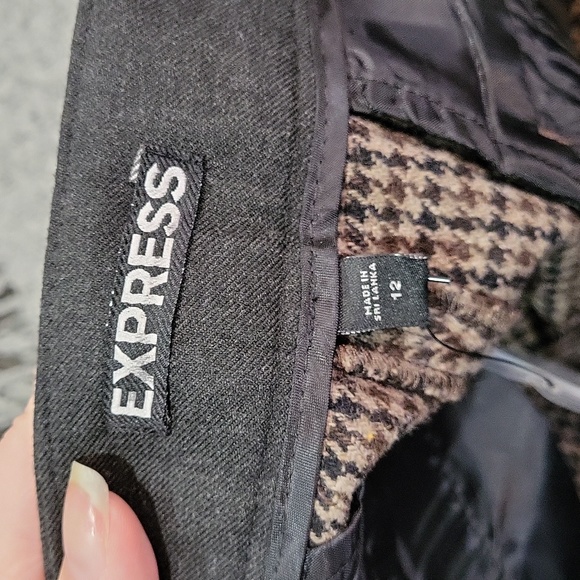 EXPRESS
MADE IN
SRI LANKA
12